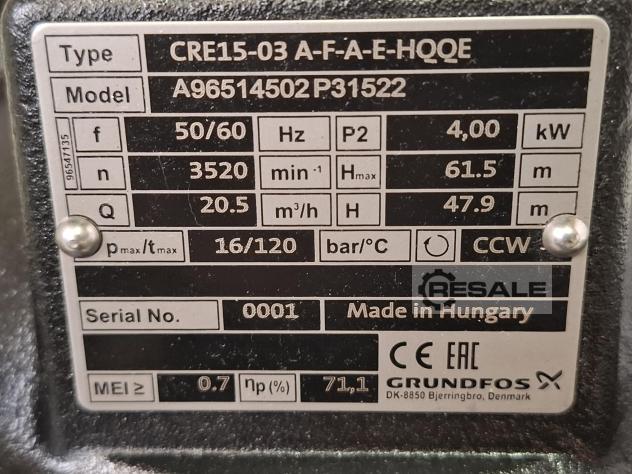 Type CRE15-03 A-F-A-E-HQQE
Model A96514502P31522
f 50/60 Hz P2 4,00 kW
n 3520 min⁻¹ Hmax 61.5 m
Q 20.5 m³/h H 47.9 m
pmax/tmax 16/120 bar/°C CCW
96547135
RESALE
Serial No. 0001 Made in Hungary
CE EAC
MEI ≥ 0.7 ηp(%) 71,1 GRUNDFOS
DK-8850 Bjerringbro, Denmark